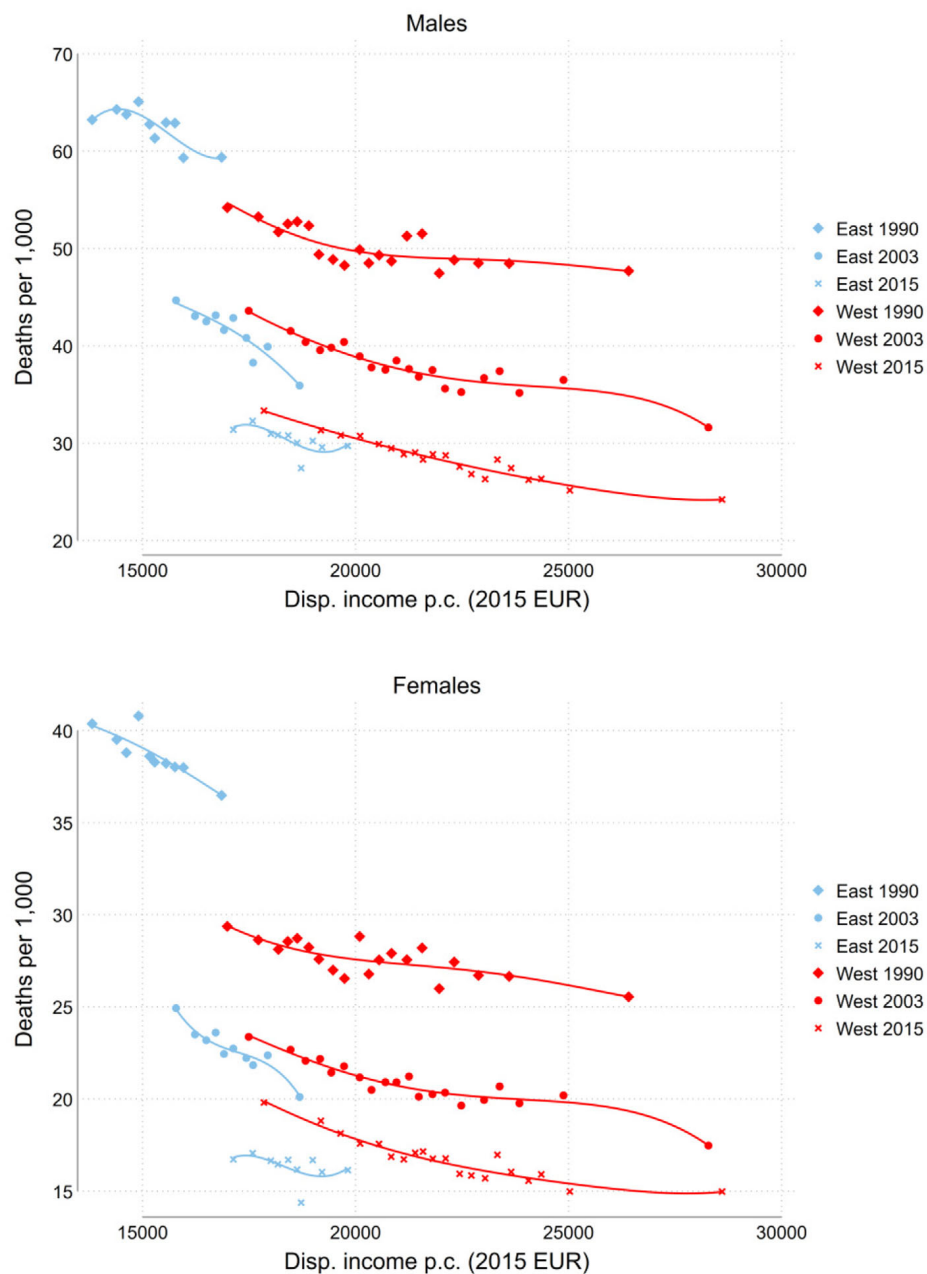 Males
70
60
50
40
30
20
Deaths per 1,000
15000 20000 25000 30000
Disp. income p.c. (2015 EUR)
East 1990
East 2003
East 2015
West 1990
West 2003
West 2015
Females
40
35
30
25
20
15
Deaths per 1,000
15000 20000 25000 30000
Disp. income p.c. (2015 EUR)
East 1990
East 2003
East 2015
West 1990
West 2003
West 2015